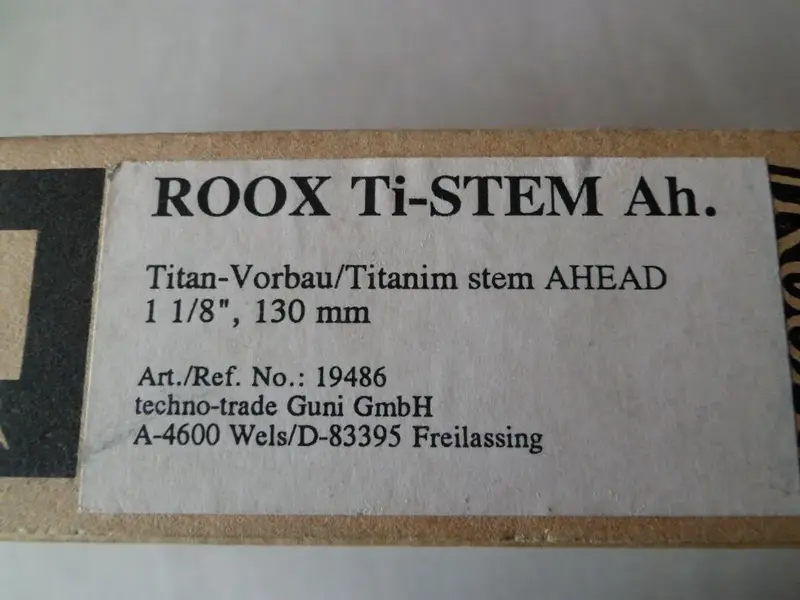 ROOX Ti-STEM Ah.
Titan-Vorbau/Titanim stem AHEAD
1 1/8", 130 mm
Art./Ref. No.: 19486
techno-trade Guni GmbH
A-4600 Wels/D-83395 Freilassing